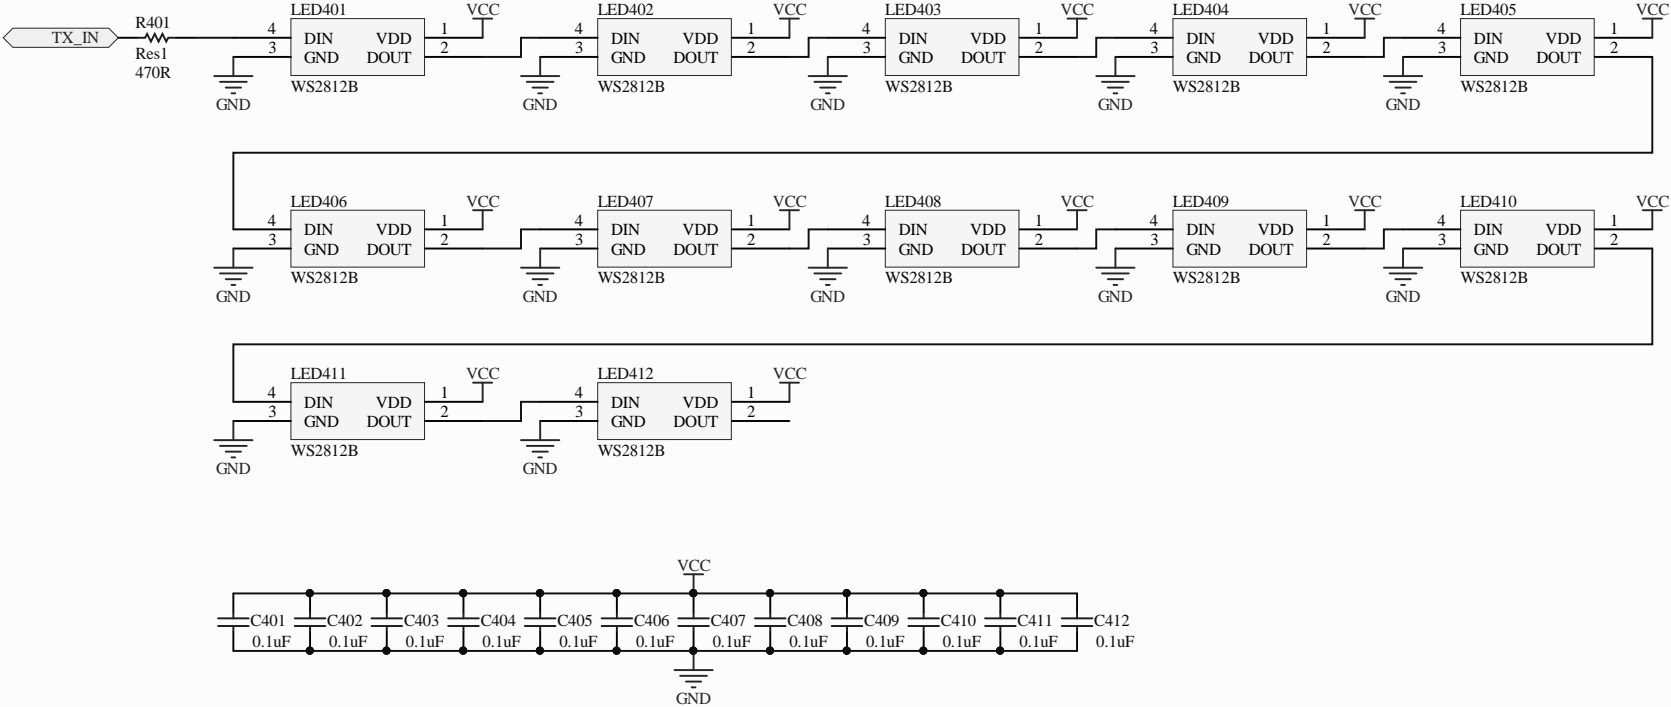 LED401 VCC LED402 VCC LED403 VCC LED404 VCC LED405 VCC
TX_IN R401 4 DIN VDD 1 4 DIN VDD 1 4 DIN VDD 1 4 DIN VDD 1 4 DIN VDD 1
Res1 3 GND DOUT 2 3 GND DOUT 2 3 GND DOUT 2 3 GND DOUT 2 3 GND DOUT 2
470R WS2812B WS2812B WS2812B WS2812B WS2812B
GND GND GND GND GND
LED406 VCC LED407 VCC LED408 VCC LED409 VCC LED410 VCC
4 DIN VDD 1 4 DIN VDD 1 4 DIN VDD 1 4 DIN VDD 1 4 DIN VDD 1
3 GND DOUT 2 3 GND DOUT 2 3 GND DOUT 2 3 GND DOUT 2 3 GND DOUT 2
WS2812B WS2812B WS2812B WS2812B WS2812B
GND GND GND GND GND
LED411 VCC LED412 VCC
4 DIN VDD 1 4 DIN VDD 1
3 GND DOUT 2 3 GND DOUT 2
WS2812B WS2812B
GND GND
VCC
C401 C402 C403 C404 C405 C406 C407 C408 C409 C410 C411 C412
0.1uF 0.1uF 0.1uF 0.1uF 0.1uF 0.1uF 0.1uF 0.1uF 0.1uF 0.1uF 0.1uF 0.1uF
GND